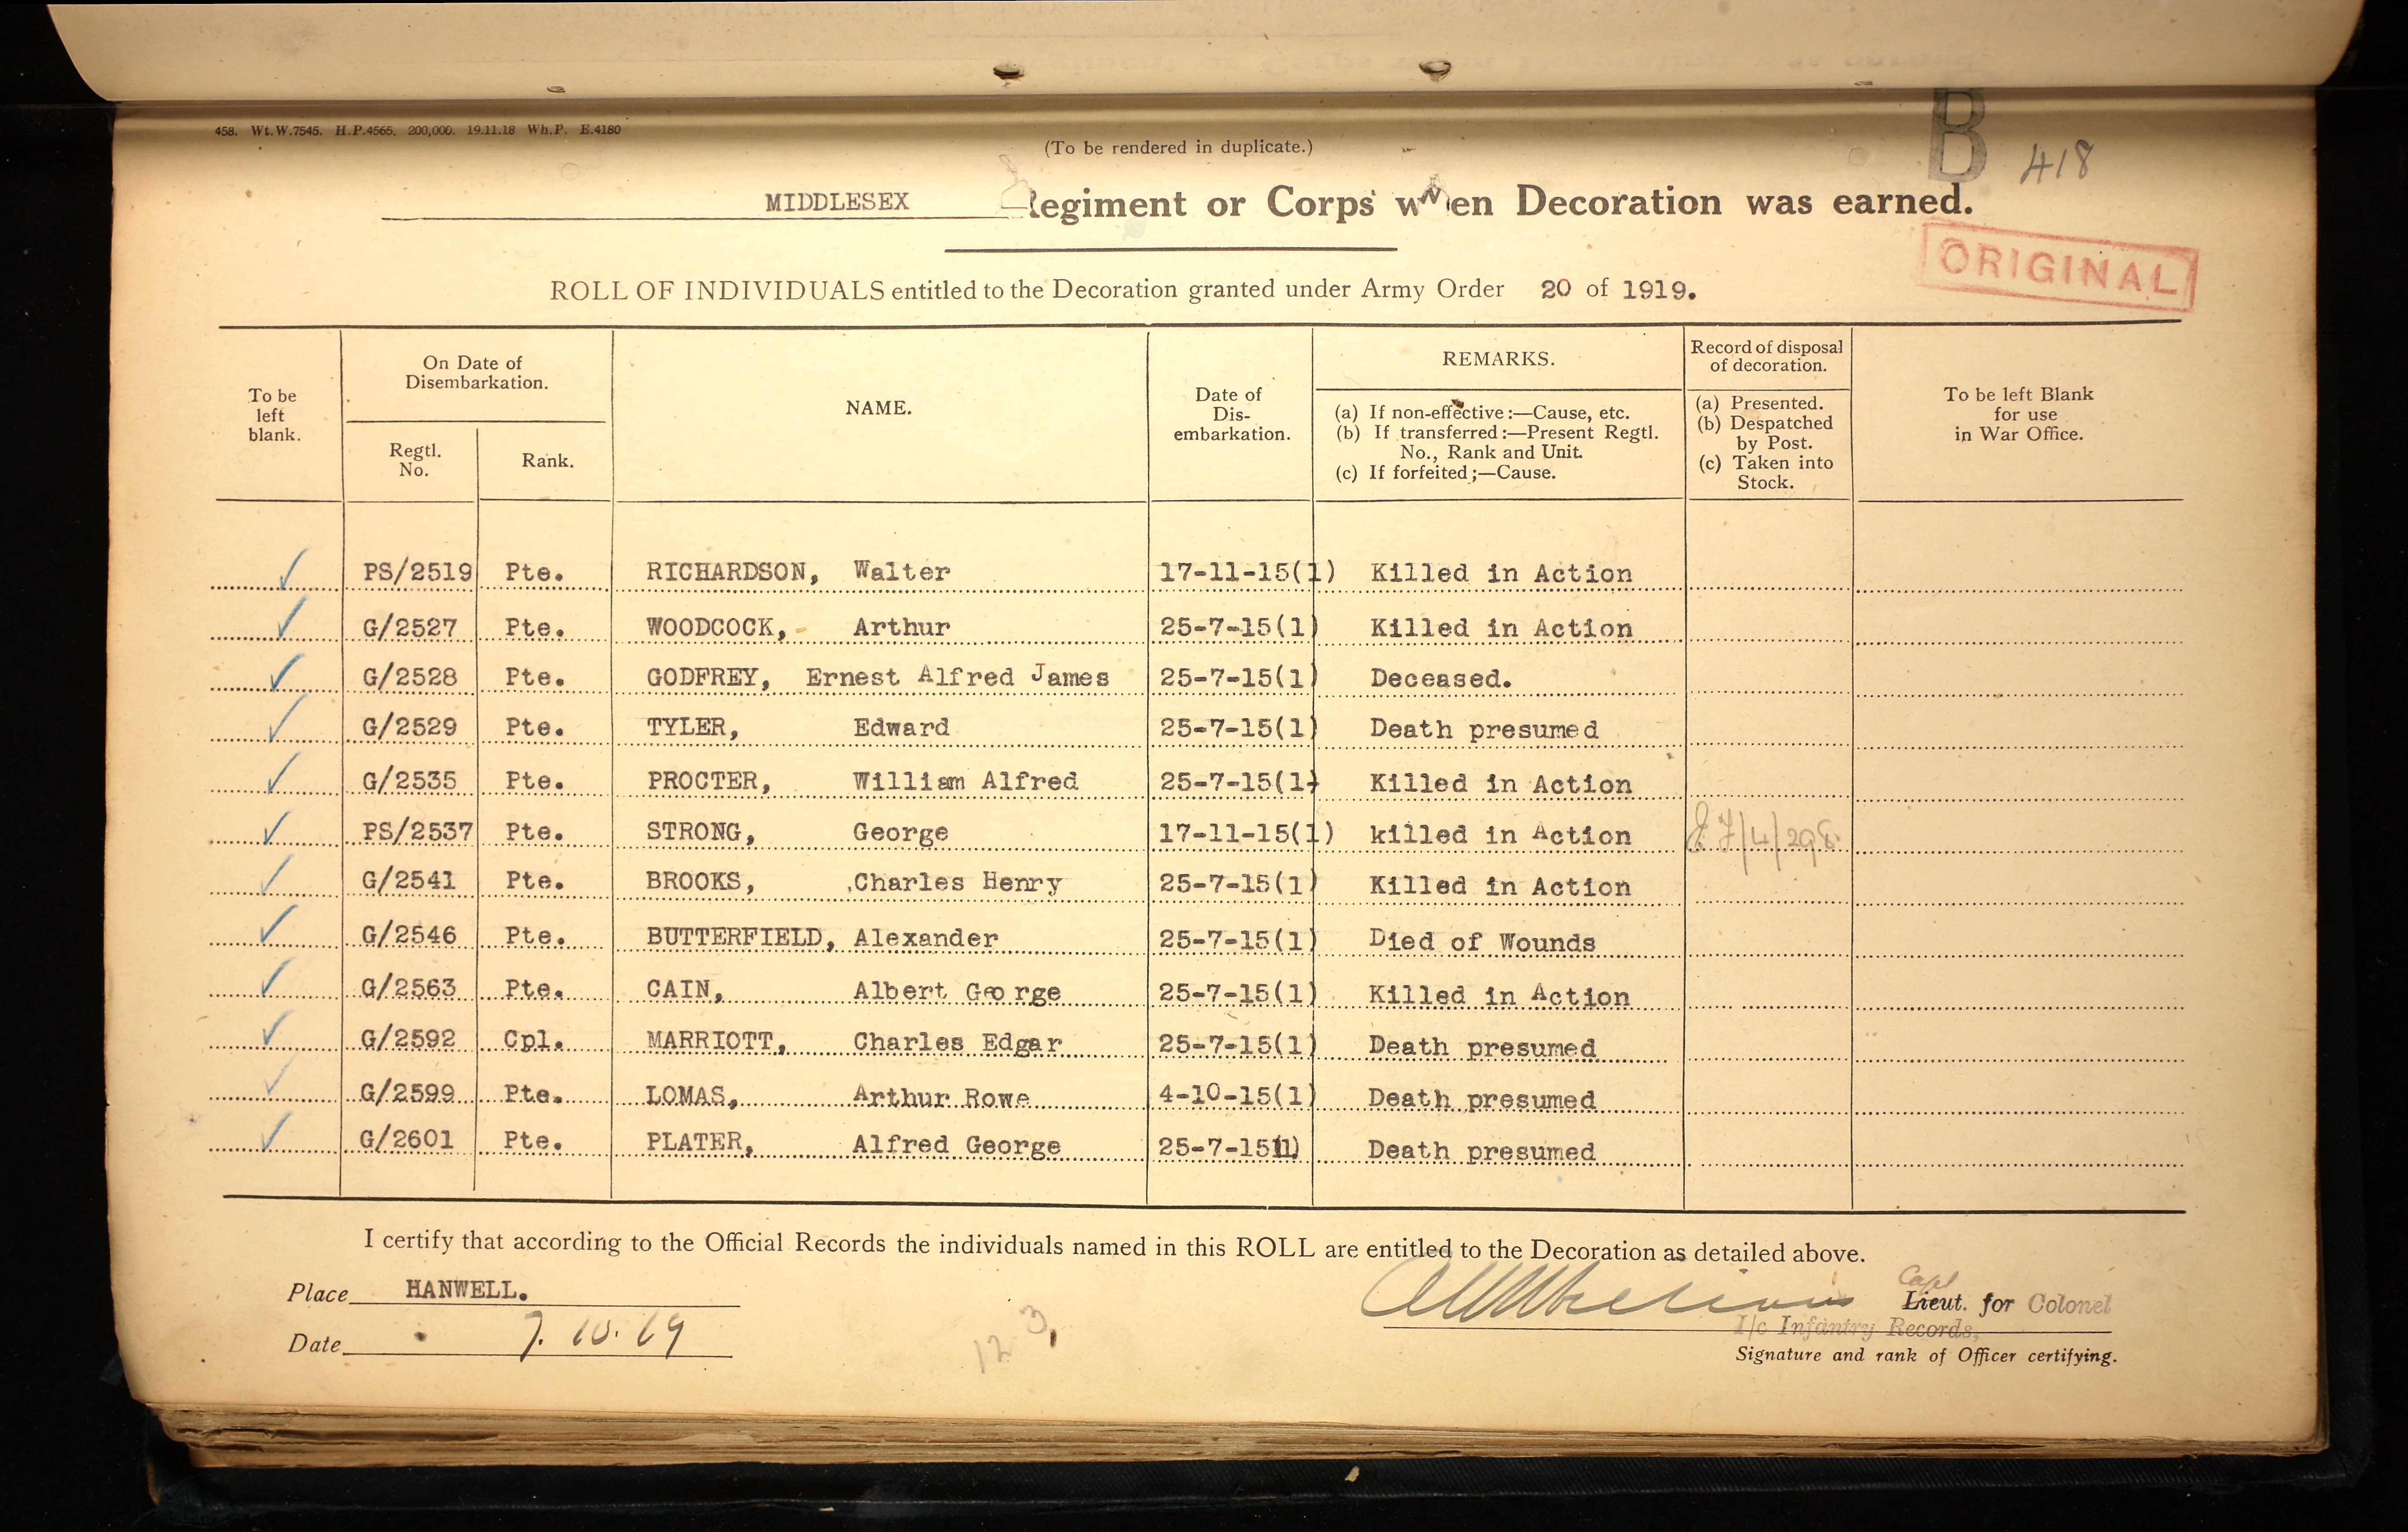 458. Wt.W.7545. H.P.4565. 200,000. 19.11.18 Wh.P. E.4180
(To be rendered in duplicate.)
B 418
MIDDLESEX Regiment or Corps when Decoration was earned.
ORIGINAL
ROLL OF INDIVIDUALS entitled to the Decoration granted under Army Order 20 of 1919.
To be left blank.
On Date of Disembarkation.
Regtl. No.
Rank.
NAME.
Date of Dis-embarkation.
REMARKS.
(a) If non-effective:—Cause, etc.
(b) If transferred:—Present Regtl. No., Rank and Unit.
(c) If forfeited;—Cause.
Record of disposal of decoration.
(a) Presented.
(b) Despatched by Post.
(c) Taken into Stock.
To be left Blank for use in War Office.
PS/2519 Pte. RICHARDSON, Walter 17-11-15(1) Killed in Action
G/2527 Pte. WOODCOCK, Arthur 25-7-15(1) Killed in Action
G/2528 Pte. GODFREY, Ernest Alfred James 25-7-15(1) Deceased.
G/2529 Pte. TYLER, Edward 25-7-15(1) Death presumed
G/2535 Pte. PROCTER, William Alfred 25-7-15(1) Killed in Action
PS/2537 Pte. STRONG, George 17-11-15(1) killed in Action
G/2541 Pte. BROOKS, Charles Henry 25-7-15(1) Killed in Action
G/2546 Pte. BUTTERFIELD, Alexander 25-7-15(1) Died of Wounds
G/2563 Pte. CAIN, Albert George 25-7-15(1) Killed in Action
G/2592 Cpl. MARRIOTT, Charles Edgar 25-7-15(1) Death presumed
G/2599 Pte. LOMAS, Arthur Rowe 4-10-15(1) Death presumed
G/2601 Pte. PLATER, Alfred George 25-7-15(1) Death presumed
I certify that according to the Official Records the individuals named in this ROLL are entitled to the Decoration as detailed above.
Place HANWELL.
Capt
Lieut. for Colonel
I/c Infantry Records,
Date 7.10.19
12 3
Signature and rank of Officer certifying.